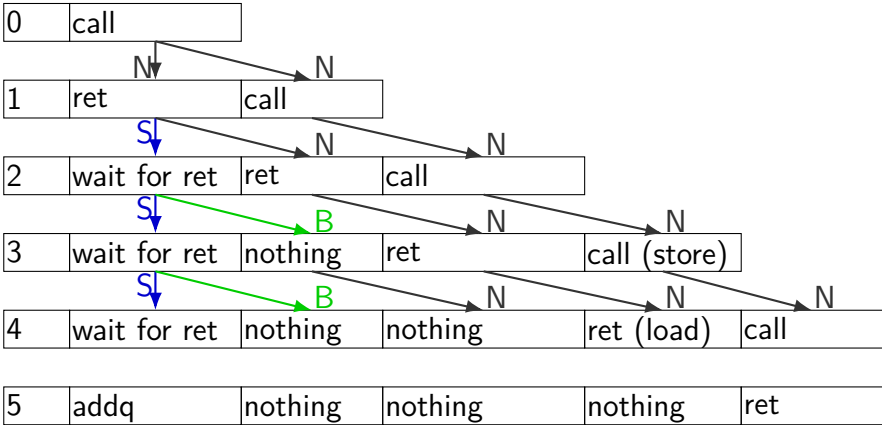 0 call
N N
1 ret call
S N N
2 wait for ret ret call
S B N N
3 wait for ret nothing ret call (store)
S B N N N
4 wait for ret nothing nothing ret (load) call
5 addq nothing nothing nothing ret